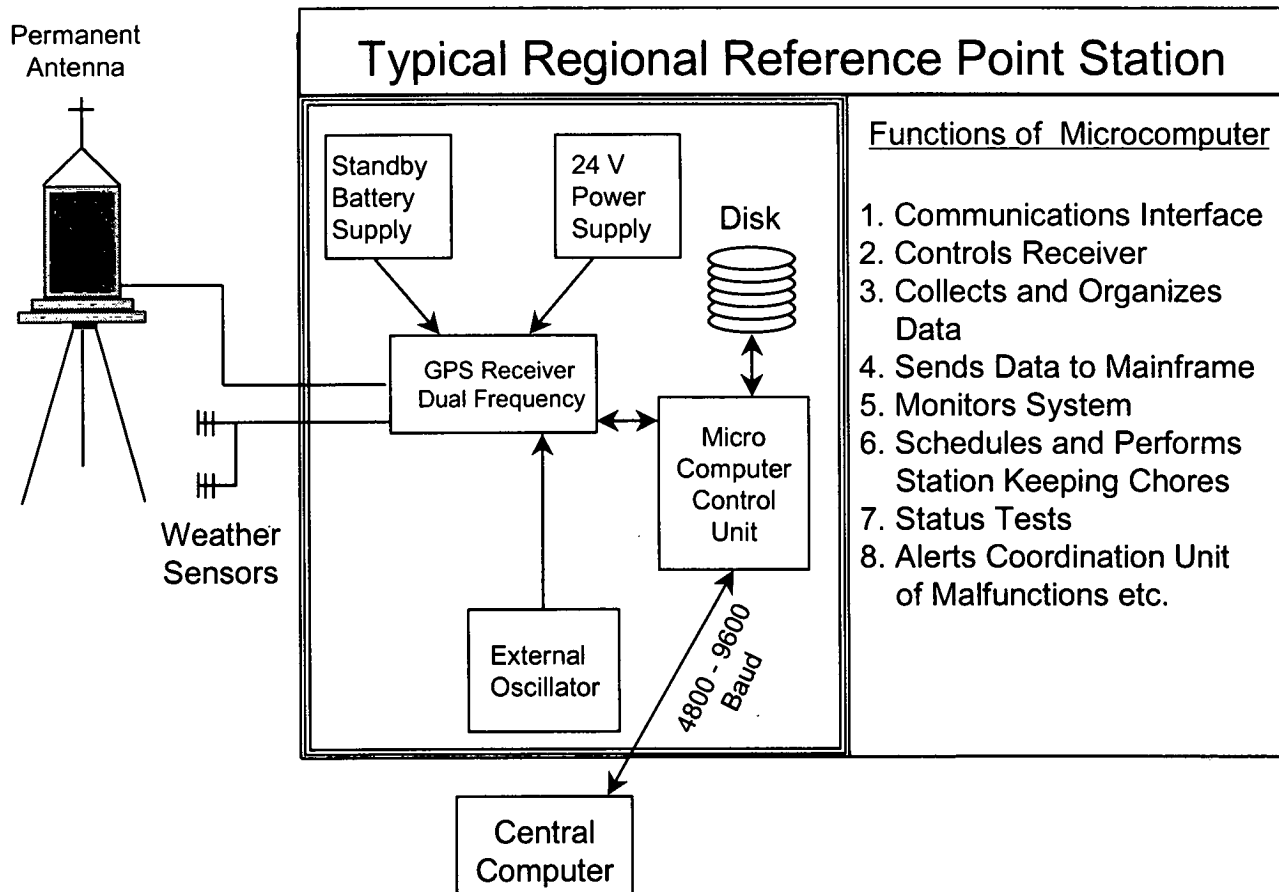 Permanent
Antenna
Typical Regional Reference Point Station
Standby
Battery
Supply
24 V
Power
Supply
Disk
GPS Receiver
Dual Frequency
Micro
Computer
Control
Unit
Weather
Sensors
External
Oscillator
4800 - 9600
Baud
Central
Computer
Functions of Microcomputer
1. Communications Interface
2. Controls Receiver
3. Collects and Organizes
Data
4. Sends Data to Mainframe
5. Monitors System
6. Schedules and Performs
Station Keeping Chores
7. Status Tests
8. Alerts Coordination Unit
of Malfunctions etc.